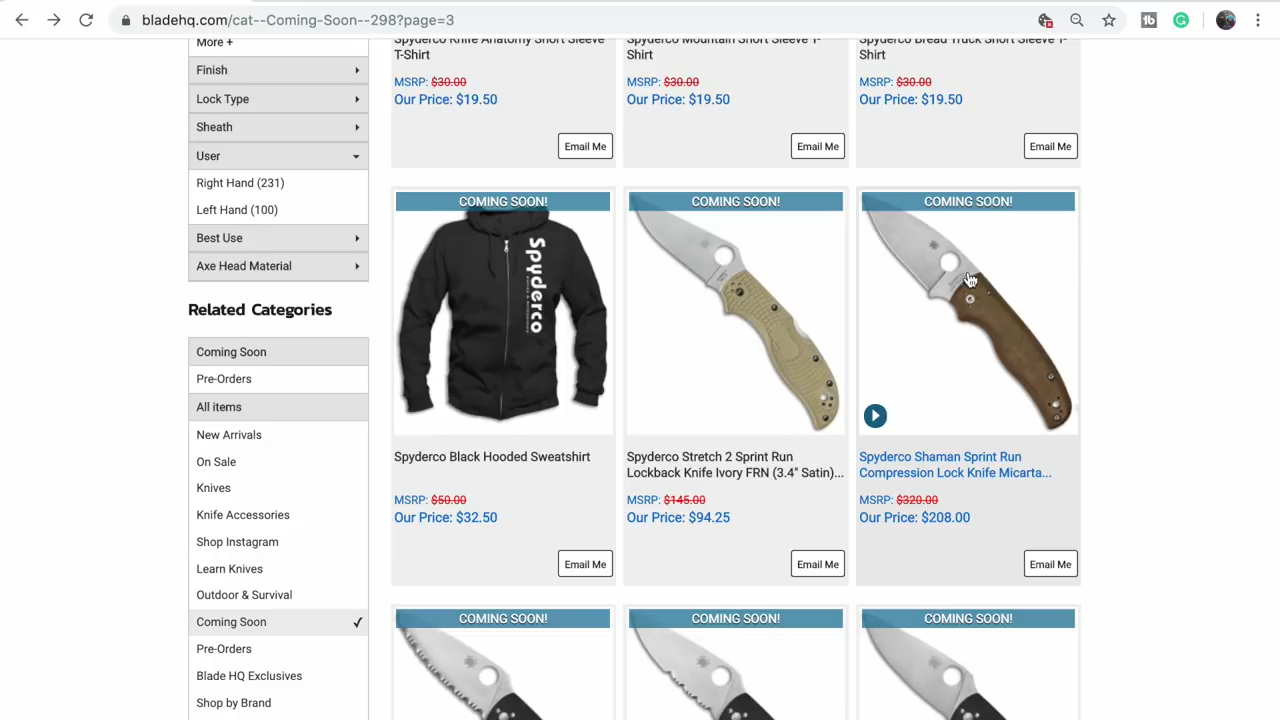 bladehq.com/cat--Coming-Soon--298?page=3
More +
Finish
Lock Type
Sheath
User
Right Hand (231)
Left Hand (100)
Best Use
Axe Head Material
Related Categories
Coming Soon
Pre-Orders
All items
New Arrivals
On Sale
Knives
Knife Accessories
Shop Instagram
Learn Knives
Outdoor & Survival
Coming Soon
Pre-Orders
Blade HQ Exclusives
Shop by Brand
Spyderco Knife Anatomy Short Sleeve
T-Shirt
MSRP: $30.00
Our Price: $19.50
Email Me
Spyderco Mountain Short Sleeve T-
Shirt
MSRP: $30.00
Our Price: $19.50
Email Me
Spyderco Bread Truck Short Sleeve T-
Shirt
MSRP: $30.00
Our Price: $19.50
Email Me
COMING SOON!
Spyderco
Spyderco Black Hooded Sweatshirt
MSRP: $50.00
Our Price: $32.50
Email Me
COMING SOON!
Spyderco Stretch 2 Sprint Run
Lockback Knife Ivory FRN (3.4" Satin)...
MSRP: $145.00
Our Price: $94.25
Email Me
COMING SOON!
Spyderco Shaman Sprint Run
Compression Lock Knife Micarta...
MSRP: $320.00
Our Price: $208.00
Email Me
COMING SOON!
COMING SOON!
COMING SOON!